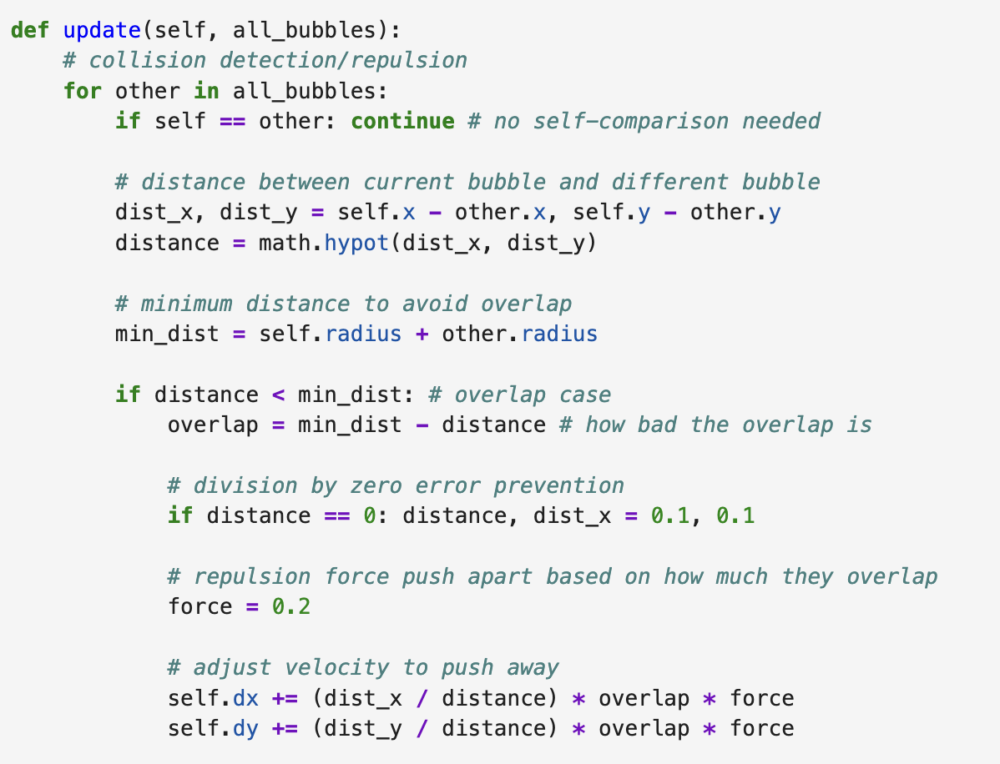 def update(self, all_bubbles):
    # collision detection/repulsion
    for other in all_bubbles:
        if self == other: continue # no self-comparison needed

        # distance between current bubble and different bubble
        dist_x, dist_y = self.x - other.x, self.y - other.y
        distance = math.hypot(dist_x, dist_y)

        # minimum distance to avoid overlap
        min_dist = self.radius + other.radius

        if distance < min_dist: # overlap case
            overlap = min_dist - distance # how bad the overlap is

            # division by zero error prevention
            if distance == 0: distance, dist_x = 0.1, 0.1

            # repulsion force push apart based on how much they overlap
            force = 0.2

            # adjust velocity to push away
            self.dx += (dist_x / distance) * overlap * force
            self.dy += (dist_y / distance) * overlap * force